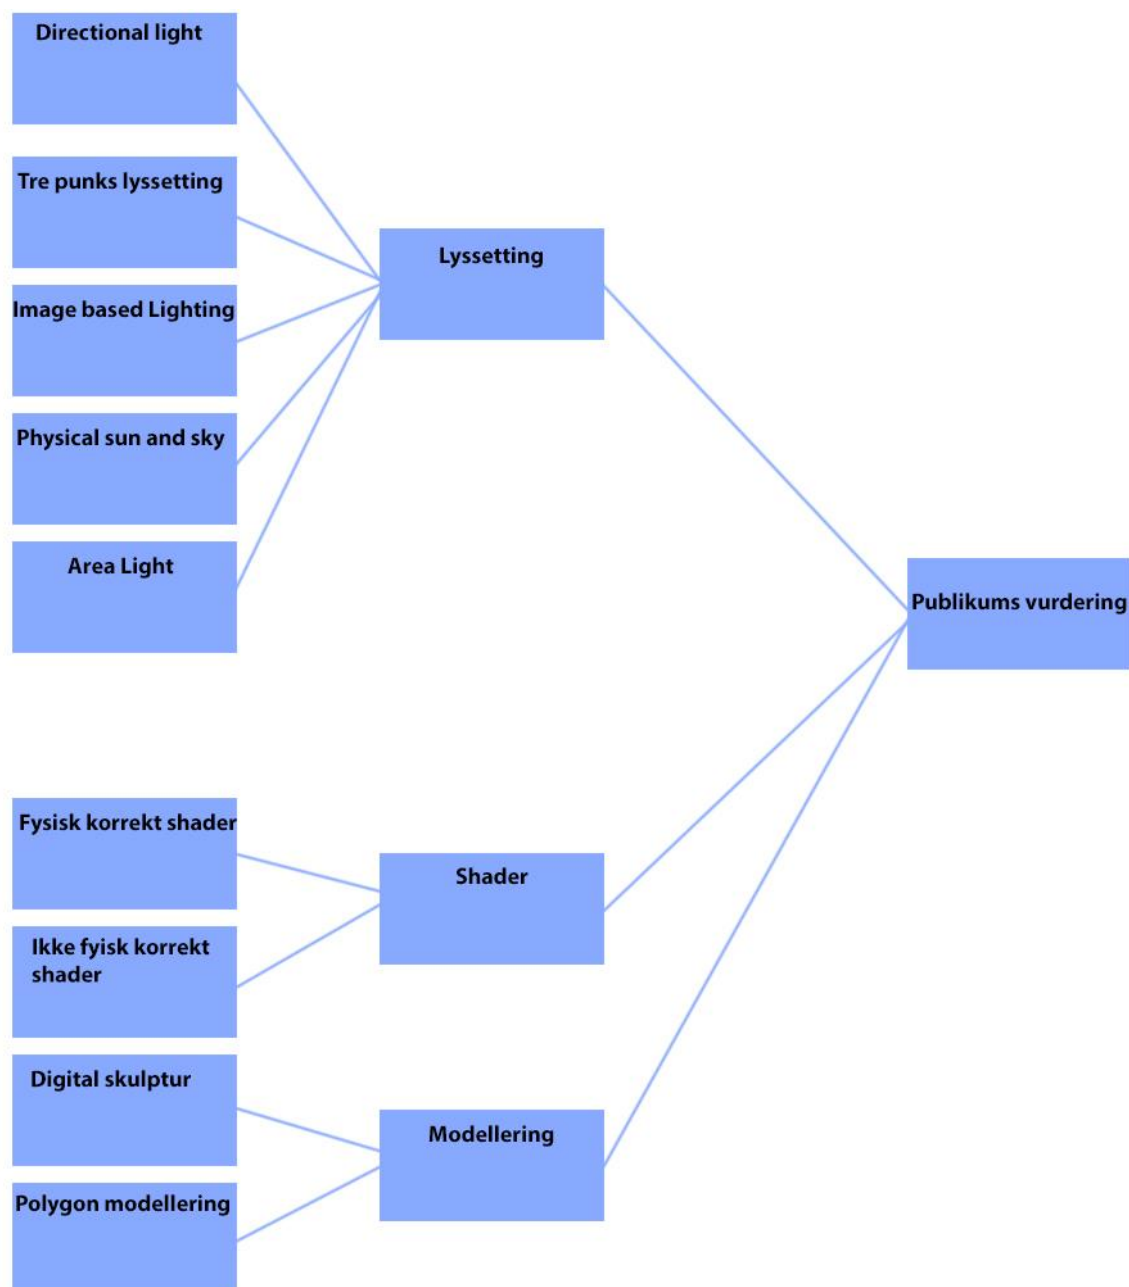 Directional light
Tre punks lyssetting
Image based Lighting
Physical sun and sky
Area Light
Lyssetting
Publikums vurdering
Fysisk korrekt shader
Ikke fyisk korrekt
shader
Shader
Digital skulptur
Polygon modellering
Modellering